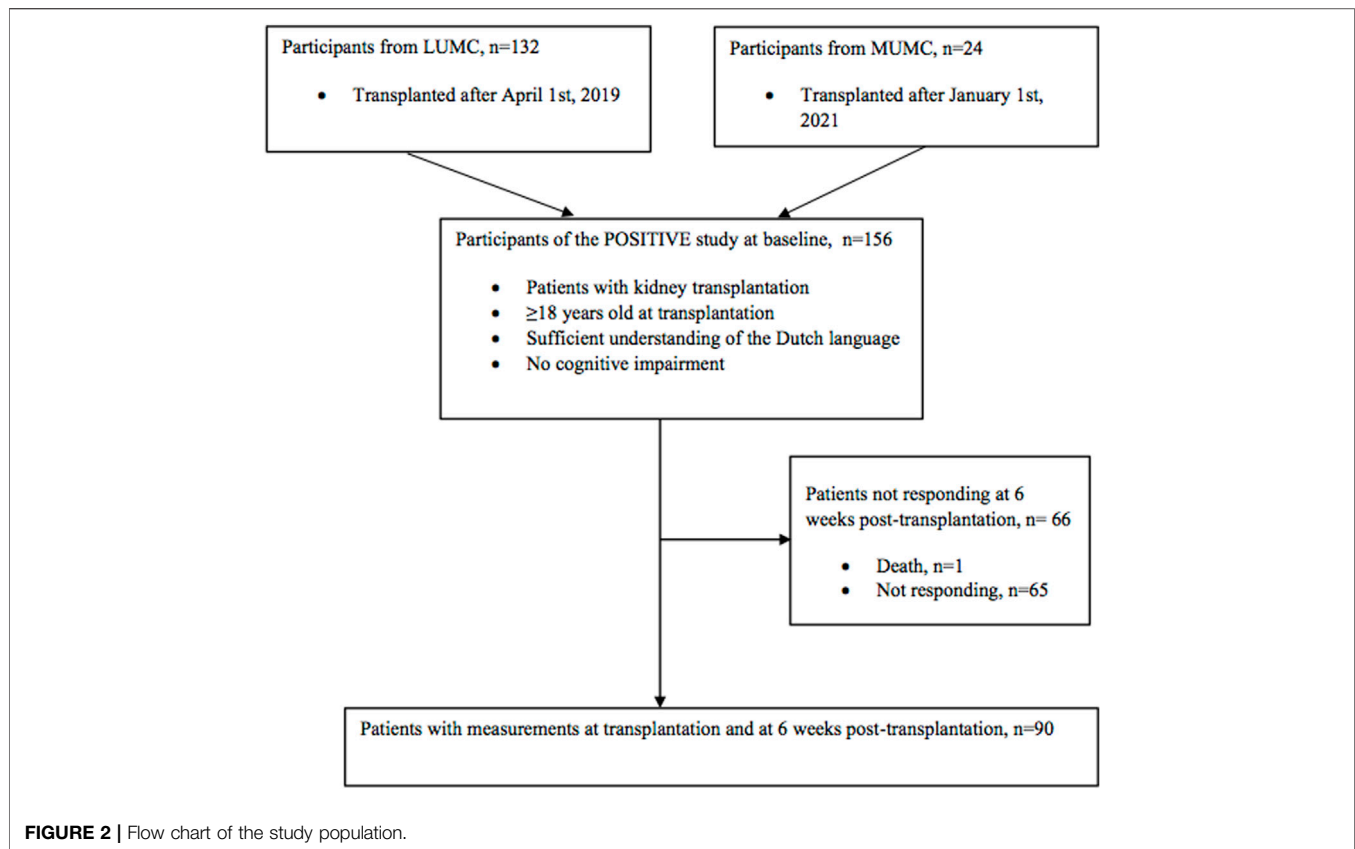 Participants from LUMC, n=132
• Transplanted after April 1st, 2019
Participants from MUMC, n=24
• Transplanted after January 1st,
2021
Participants of the POSITIVE study at baseline, n=156
• Patients with kidney transplantation
• ≥18 years old at transplantation
• Sufficient understanding of the Dutch language
• No cognitive impairment
Patients not responding at 6
weeks post-transplantation, n= 66
• Death, n=1
• Not responding, n=65
Patients with measurements at transplantation and at 6 weeks post-transplantation, n=90
FIGURE 2 | Flow chart of the study population.